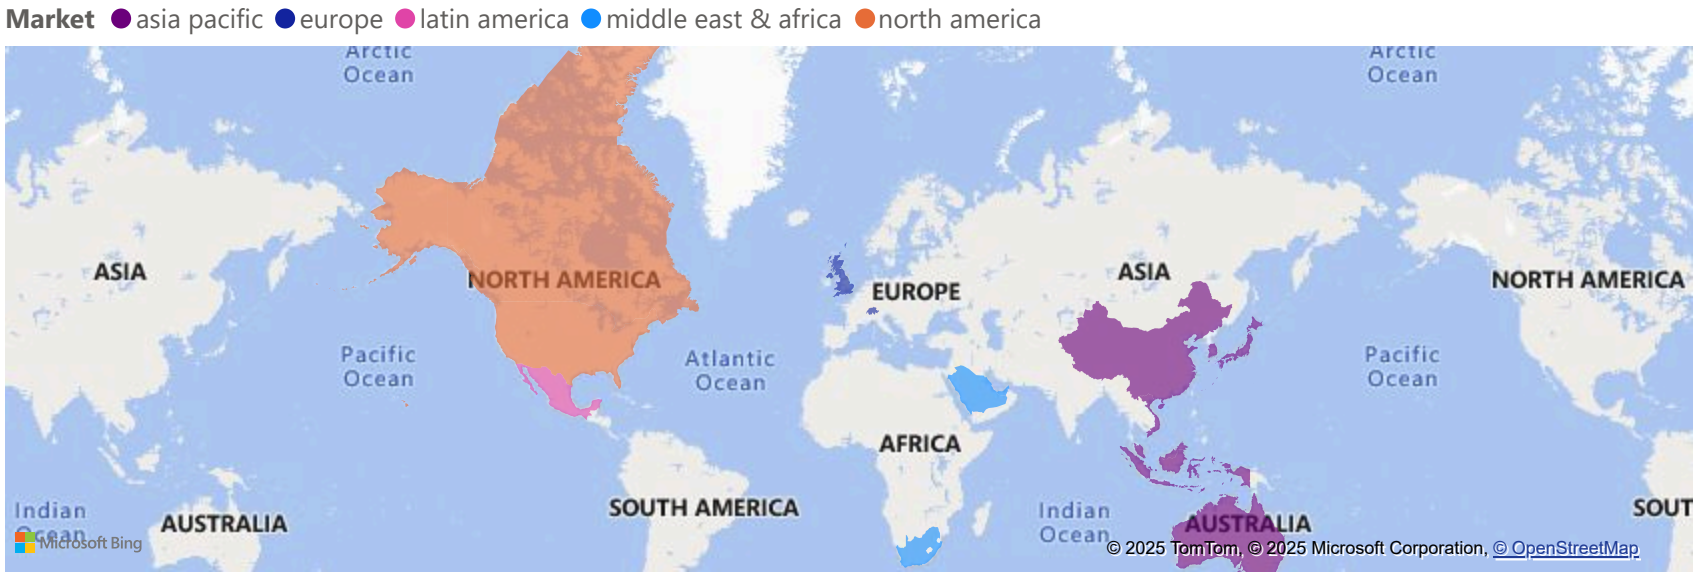 Market asia pacific europe latin america middle east & africa north america
Arctic
Ocean
Arctic
Ocean
ASIA
NORTH AMERICA
EUROPE
ASIA
NORTH AMERICA
Pacific
Ocean
Atlantic
Ocean
Pacific
Ocean
AFRICA
SOUTH AMERICA
SOUT
Indian
Ocean
Indian
Ocean
AUSTRALIA
AUSTRALIA
Microsoft Bing
© 2025 TomTom, © 2025 Microsoft Corporation, © OpenStreetMap